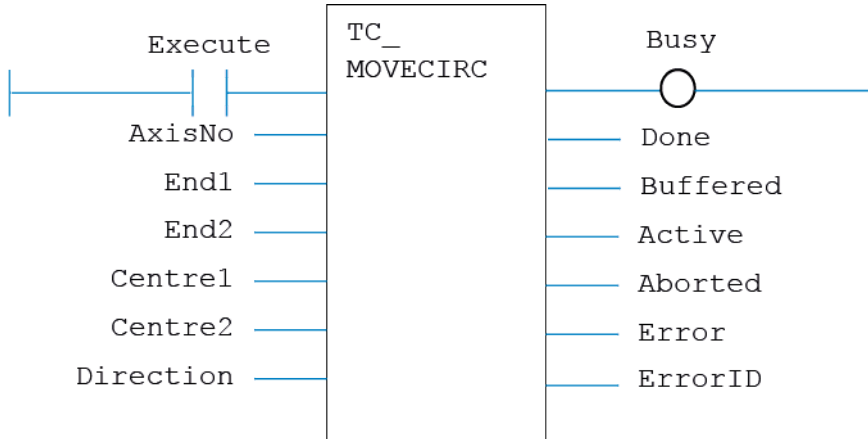 Execute
TC_
MOVECIRC
Busy
AxisNo
Done
End1
Buffered
End2
Active
Centre1
Aborted
Centre2
Error
Direction
ErrorID